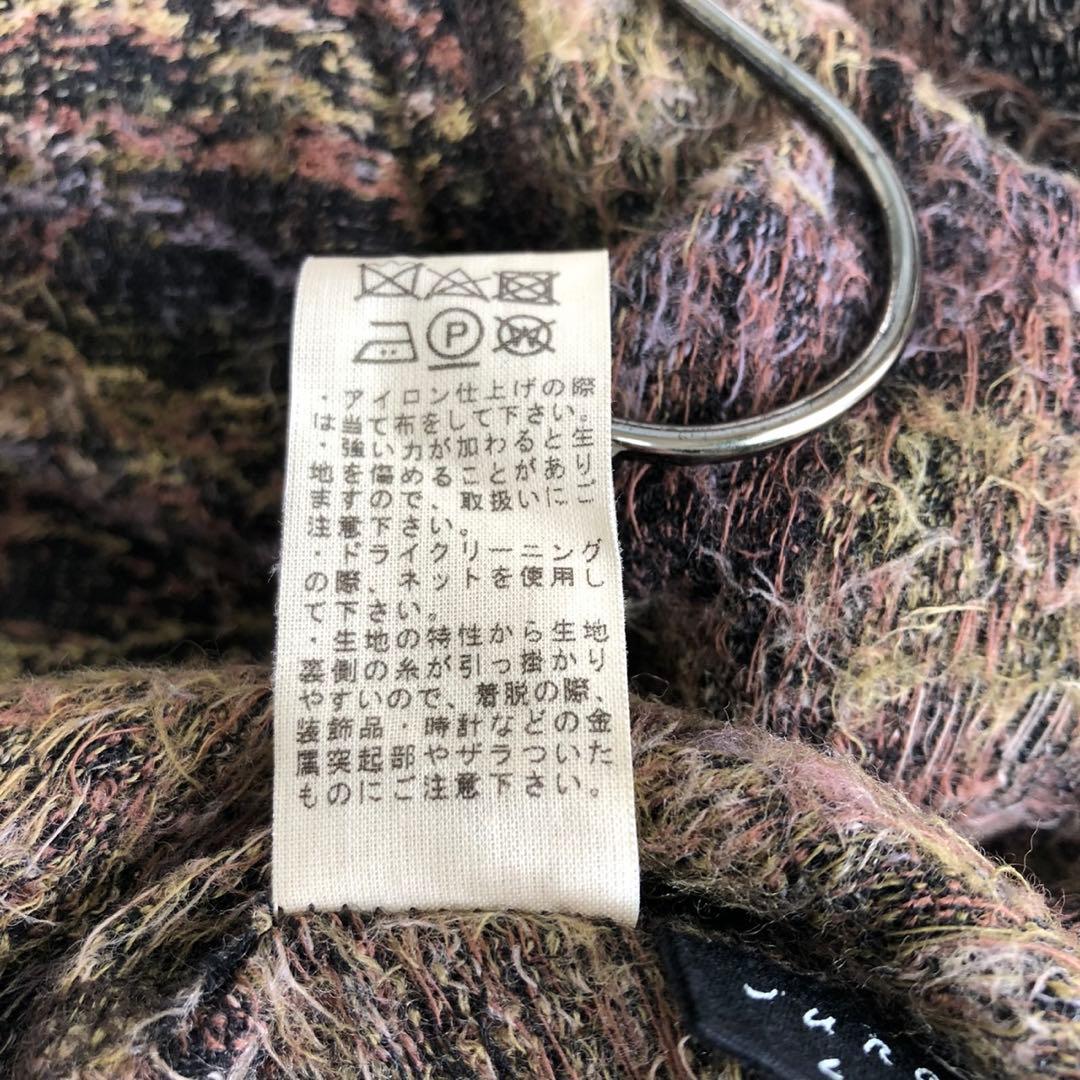 P W
・アイロン仕上げの際
は当て布をして下さい。
・強い力が加わると生
地を傷めることがあり
ますので、取扱いにご
注意下さい。
・ドライクリーニング
の際、ネットを使用し
て下さい。
・生地の特性から生地
裏側の糸が引っ掛かり
やすいので、着脱の際、
装飾品・時計などの金
属突起部やザラついた
ものにご注意下さい。